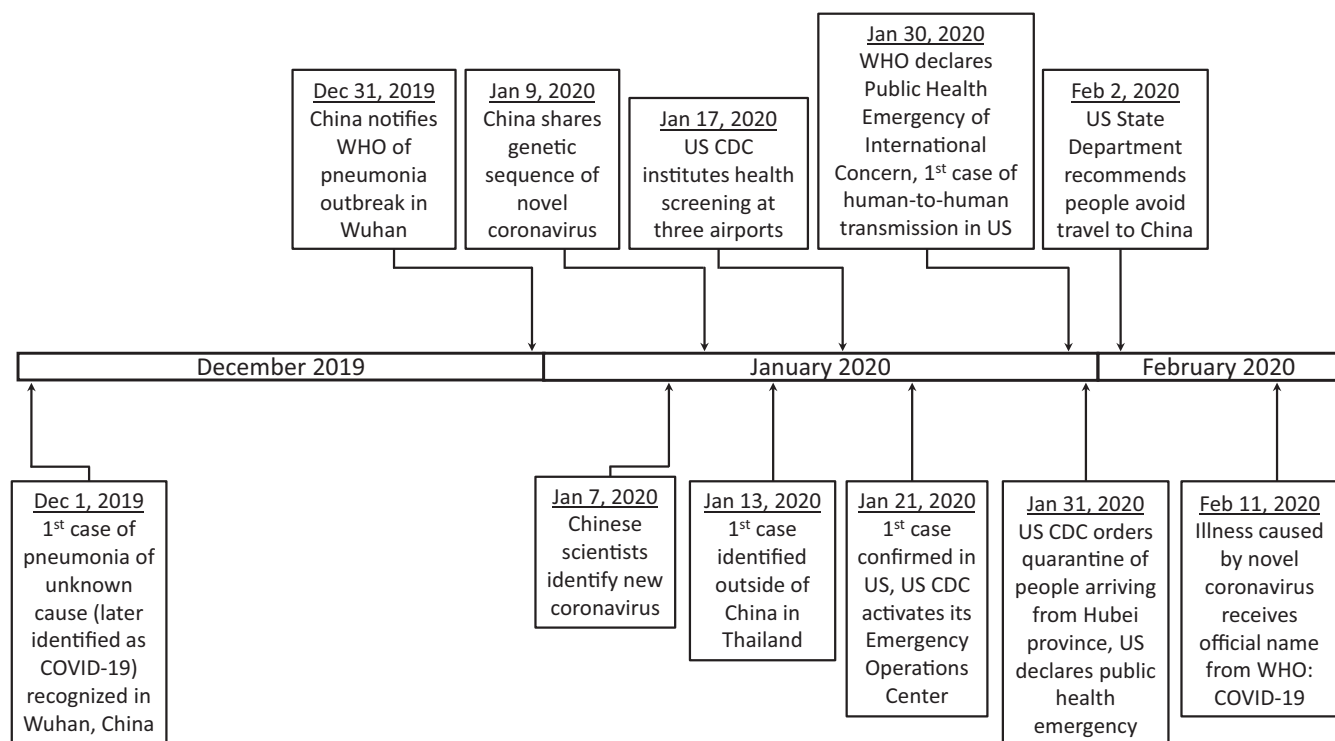 Dec 31, 2019
China notifies
WHO of
pneumonia
outbreak in
Wuhan
Jan 9, 2020
China shares
genetic
sequence of
novel
coronavirus
Jan 17, 2020
US CDC
institutes health
screening at
three airports
Jan 30, 2020
WHO declares
Public Health
Emergency of
International
Concern, 1st case of
human-to-human
transmission in US
Feb 2, 2020
US State
Department
recommends
people avoid
travel to China
December 2019
January 2020
February 2020
Dec 1, 2019
1st case of
pneumonia of
unknown
cause (later
identified as
COVID-19)
recognized in
Wuhan, China
Jan 7, 2020
Chinese
scientists
identify new
coronavirus
Jan 13, 2020
1st case
identified
outside of
China in
Thailand
Jan 21, 2020
1st case
confirmed in
US, US CDC
activates its
Emergency
Operations
Center
Jan 31, 2020
US CDC orders
quarantine of
people arriving
from Hubei
province, US
declares public
health
emergency
Feb 11, 2020
Illness caused
by novel
coronavirus
receives
official name
from WHO:
COVID-19